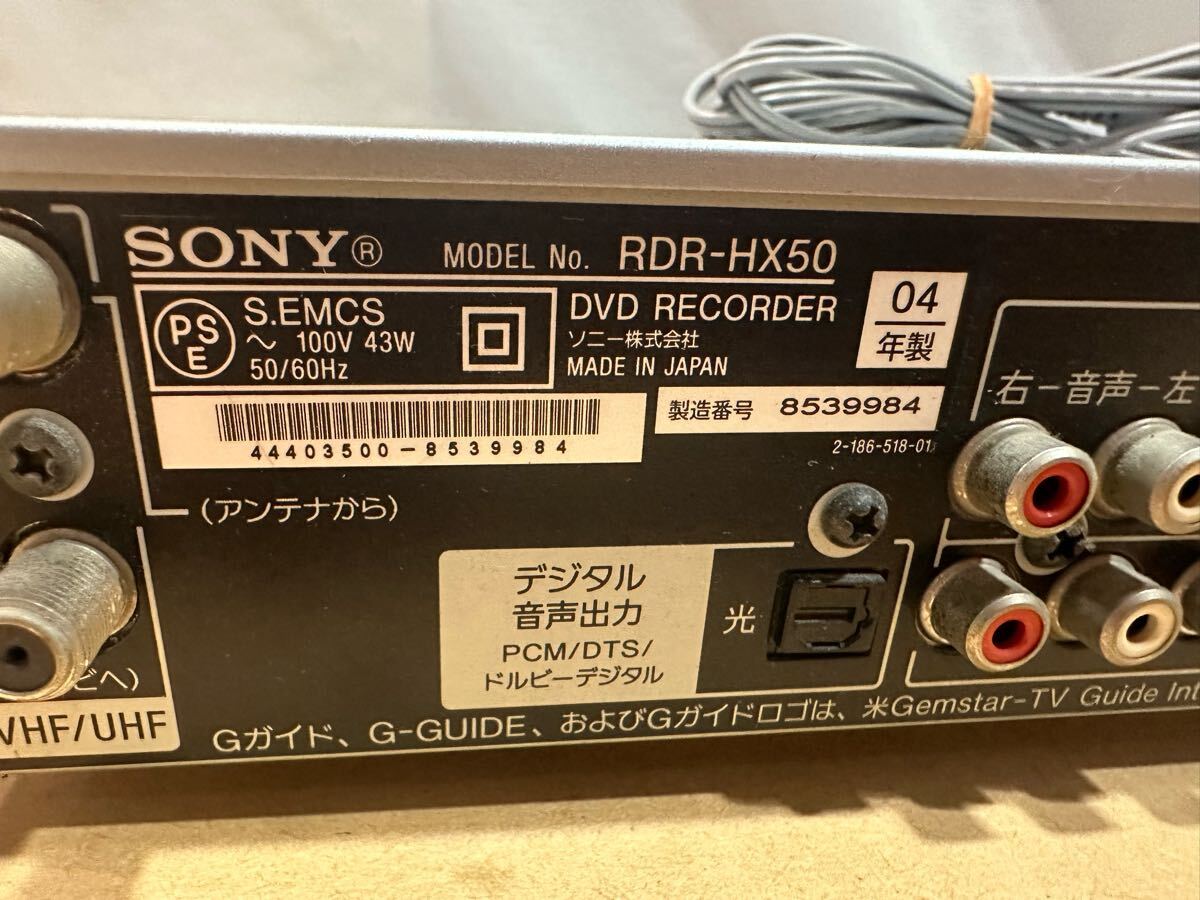 SONY® MODEL No. RDR-HX50
PSE
S.EMCS
～ 100V 43W
50/60Hz
DVD RECORDER
ソニー株式会社
MADE IN JAPAN
04
年製
44403500-8539984
製造番号 8539984
2-186-518-01
右－音声－左
(アンテナから)
デジタル
音声出力
PCM/DTS/
ドルビーデジタル
光
ビへ)
VHF/UHF
Gガイド、G-GUIDE、およびGガイドロゴは、米Gemstar-TV Guide